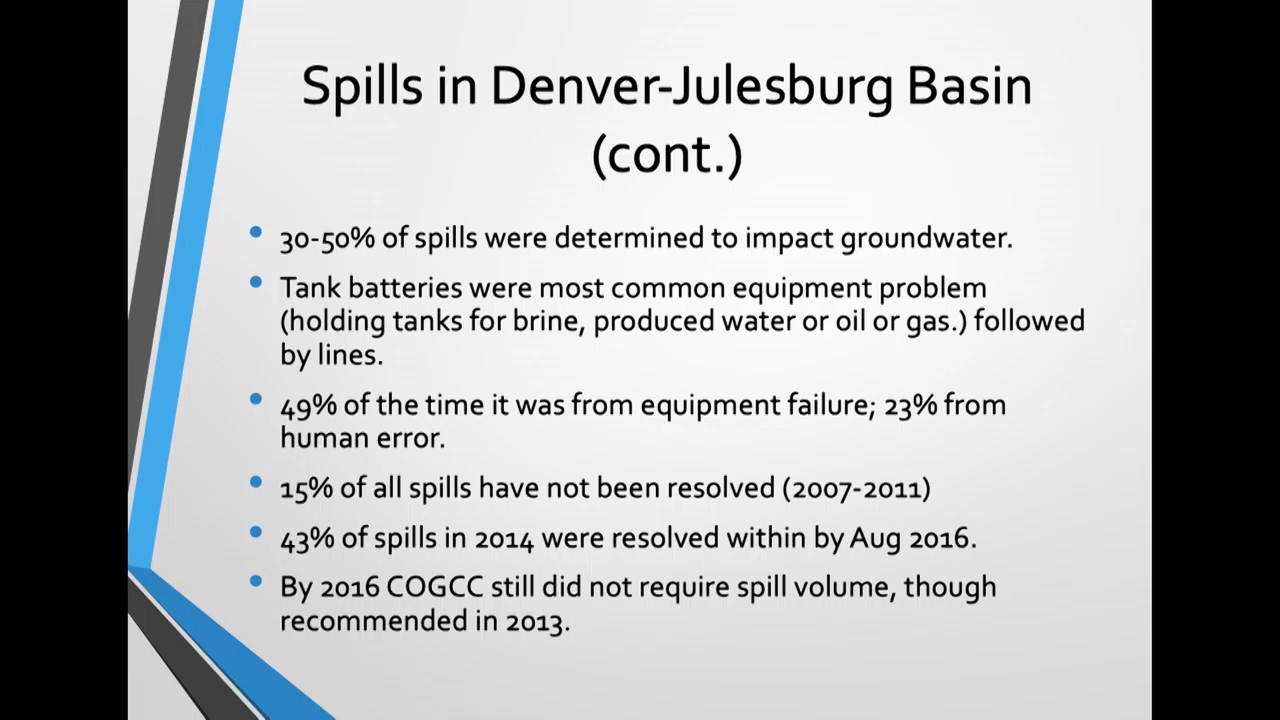 Spills in Denver-Julesburg Basin
(cont.)
• 30-50% of spills were determined to impact groundwater.
• Tank batteries were most common equipment problem
(holding tanks for brine, produced water or oil or gas.) followed
by lines.
• 49% of the time it was from equipment failure; 23% from
human error.
• 15% of all spills have not been resolved (2007-2011)
• 43% of spills in 2014 were resolved within by Aug 2016.
• By 2016 COGCC still did not require spill volume, though
recommended in 2013.